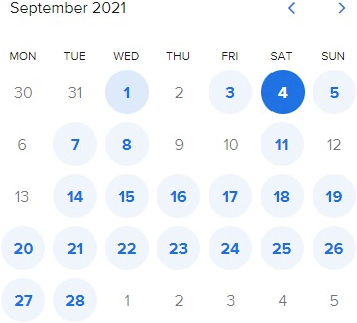 September 2021
MON TUE WED THU FRI SAT SUN
30 31 1 2 3 4 5
6 7 8 9 10 11 12
13 14 15 16 17 18 19
20 21 22 23 24 25 26
27 28 1 2 3 4 5